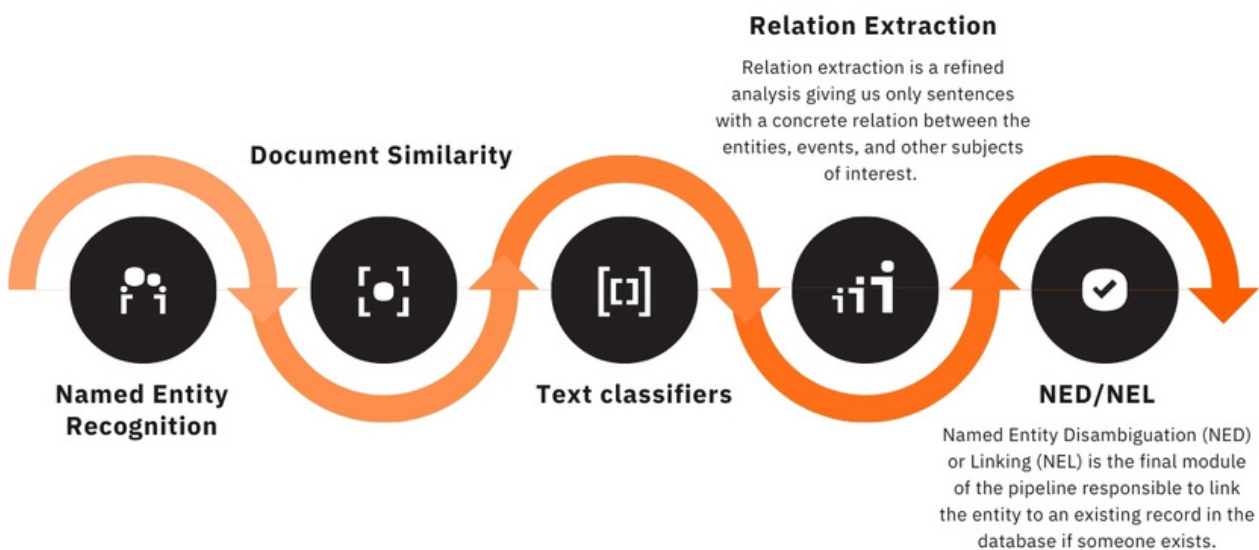 Relation Extraction
Relation extraction is a refined
analysis giving us only sentences
with a concrete relation between the
entities, events, and other subjects
of interest.
Document Similarity
Named Entity
Recognition
Text classifiers
NED/NEL
Named Entity Disambiguation (NED)
or Linking (NEL) is the final module
of the pipeline responsible to link
the entity to an existing record in the
database if someone exists.